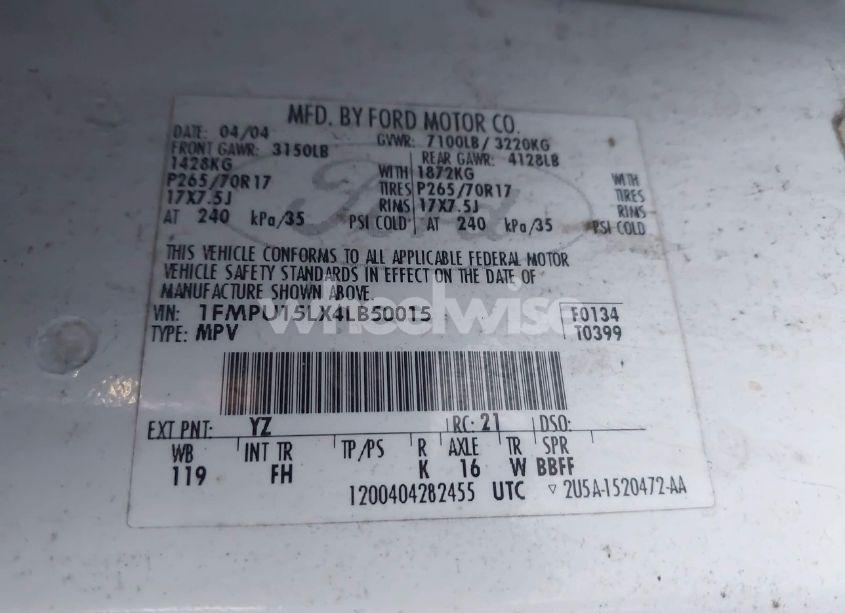 MFD. BY FORD MOTOR CO.
DATE: 04/04 GVWR: 7100LB/ 3220KG
FRONT GAWR: 3150LB REAR GAWR: 4128LB
1428KG WITH 1872KG WITH
P265/70R17 TIRES P265/70R17 TIRES
17X7.5J RIMS 17X7.5J RIMS
AT 240 kPa/35 PSI COLD AT 240 kPa/35 PSI COLD
THIS VEHICLE CONFORMS TO ALL APPLICABLE FEDERAL MOTOR
VEHICLE SAFETY STANDARDS IN EFFECT ON THE DATE OF
MANUFACTURE SHOWN ABOVE.
VIN: 1FMPU15LX4LB50015 F0134
TYPE: MPV T0399
wheelwise
Ford
EXT PNT: YZ RC: 21 DSO:
WB INT TR TP/PS R AXLE TR SPR
119 FH K 16 W BBFF
1200404282455 UTC ▽ 2U5A-1520472-AA